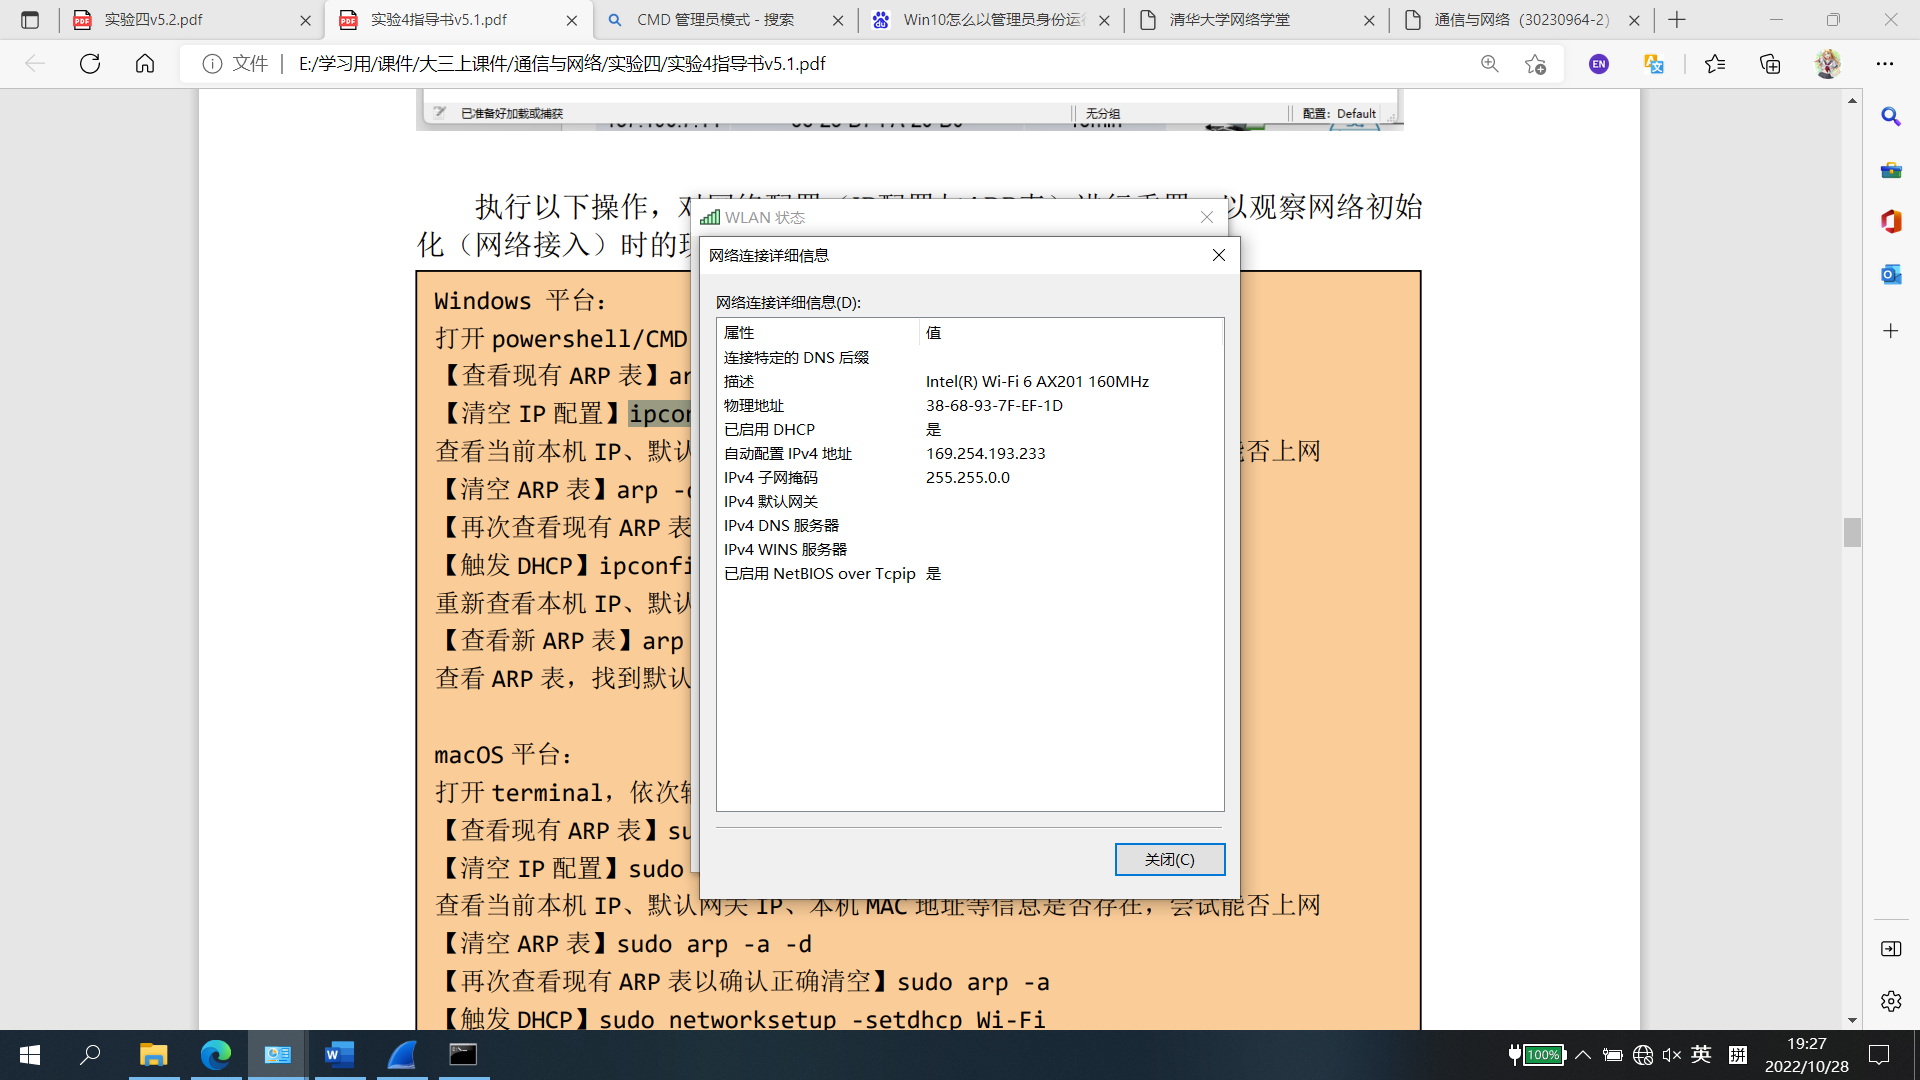 实验四v5.2.pdf
实验4指导书v5.1.pdf
CMD 管理员模式 - 搜索
Win10怎么以管理员身份运行
清华大学网络学堂
通信与网络（30230964-2）
文件
E:/学习用/课件/大三上课件/通信与网络/实验四/实验4指导书v5.1.pdf
EN
已准备好加载或捕获
无分组
配置：Default
执行以下操作，
以观察网络初始
化（网络接入）时的
WLAN 状态
网络连接详细信息
网络连接详细信息(D):
属性
值
连接特定的 DNS 后缀
描述
Intel(R) Wi-Fi 6 AX201 160MHz
物理地址
38-68-93-7F-EF-1D
已启用 DHCP
是
自动配置 IPv4 地址
169.254.193.233
IPv4 子网掩码
255.255.0.0
IPv4 默认网关
IPv4 DNS 服务器
IPv4 WINS 服务器
已启用 NetBIOS over Tcpip
是
关闭(C)
Windows 平台：
打开 powershell/CMD
【查看现有 ARP 表】ar
【清空 IP 配置】ipcon
查看当前本机 IP、默认
能否上网
【清空 ARP 表】arp -d
【再次查看现有 ARP 表
【触发 DHCP】ipconfi
重新查看本机 IP、默认
【查看新 ARP 表】arp
查看 ARP 表，找到默认
macOS 平台：
打开 terminal，依次输
【查看现有 ARP 表】su
【清空 IP 配置】sudo
查看当前本机 IP、默认网关 IP、本机 MAC 地址等信息是否存在，尝试能否上网
【清空 ARP 表】sudo arp -a -d
【再次查看现有 ARP 表以确认正确清空】sudo arp -a
【触发 DHCP】sudo networksetup -setdhcp Wi-Fi
100%
英
拼
19:27
2022/10/28